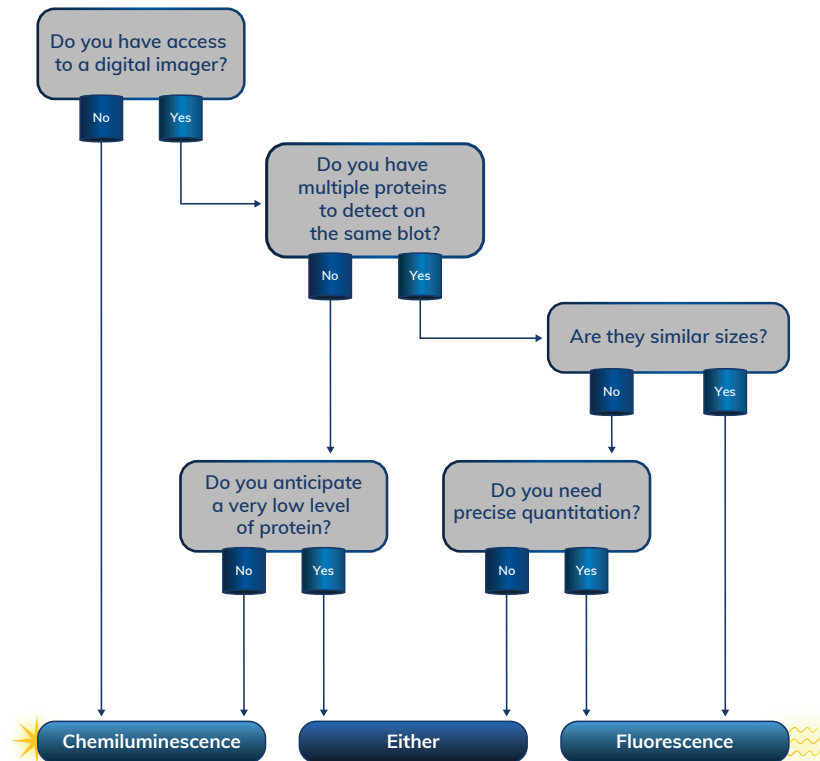 Do you have access
to a digital imager?
No
Yes
Do you have
multiple proteins
to detect on
the same blot?
No
Yes
Are they similar sizes?
No
Yes
Do you anticipate
a very low level
of protein?
No
Yes
Do you need
precise quantitation?
No
Yes
Chemiluminescence
Either
Fluorescence